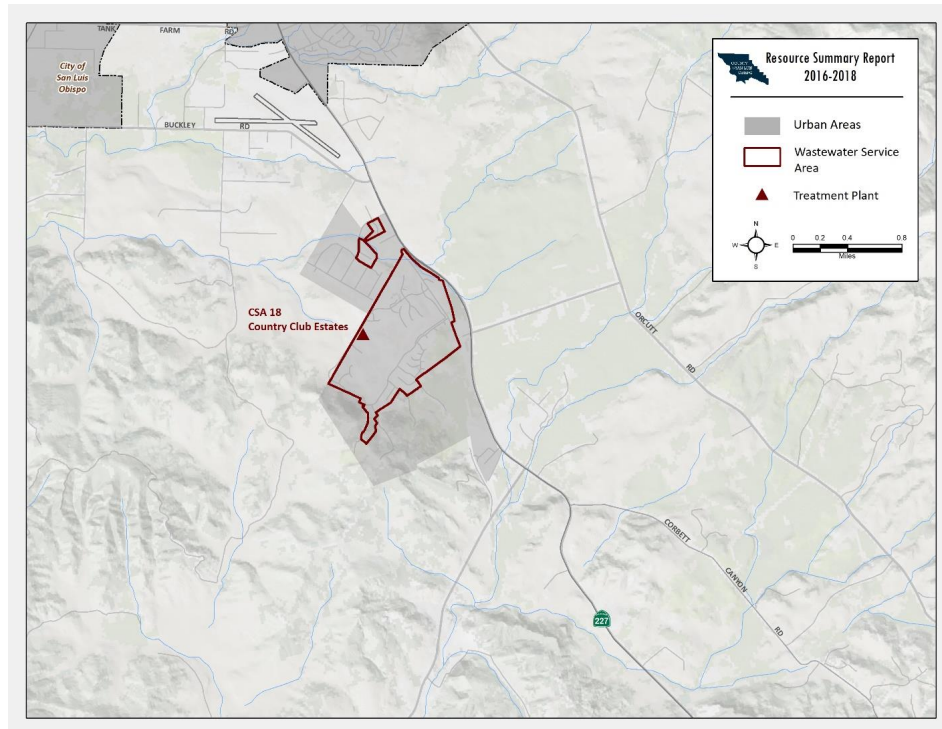 TANK
FARM
RD
City of
San Luis
Obispo
BUCKLEY
RD
Resource Summary Report
2016-2018
Urban Areas
Wastewater Service
Area
Treatment Plant
N
W
E
S
0
0.2
0.4
0.8
Miles
CSA 18
Country Club Estates
ORCUTT
RD
CORBETT
CANYON
RD
227